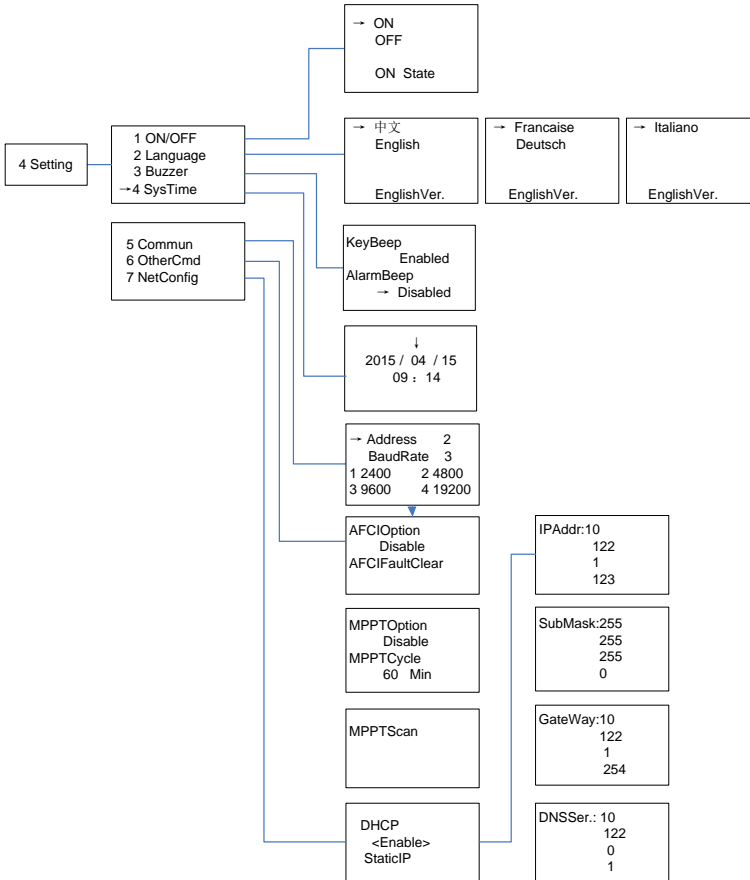 4 Setting
1 ON/OFF
2 Language
3 Buzzer
→4 SysTime
5 Commun
6 OtherCmd
7 NetConfig
→ ON
OFF
ON State
→ 中文
English
EnglishVer.
→ Francaise
Deutsch
EnglishVer.
→ Italiano
EnglishVer.
KeyBeep
Enabled
AlarmBeep
→ Disabled
↓
2015 / 04 / 15
09 : 14
→ Address 2
BaudRate 3
1 2400 2 4800
3 9600 4 19200
AFCIOption
Disable
AFCIFaultClear
MPPTOption
Disable
MPPTCycle
60 Min
MPPTScan
DHCP
<Enable>
StaticIP
IPAddr:10
122
1
123
SubMask:255
255
255
0
GateWay:10
122
1
254
DNSSer.: 10
122
0
1